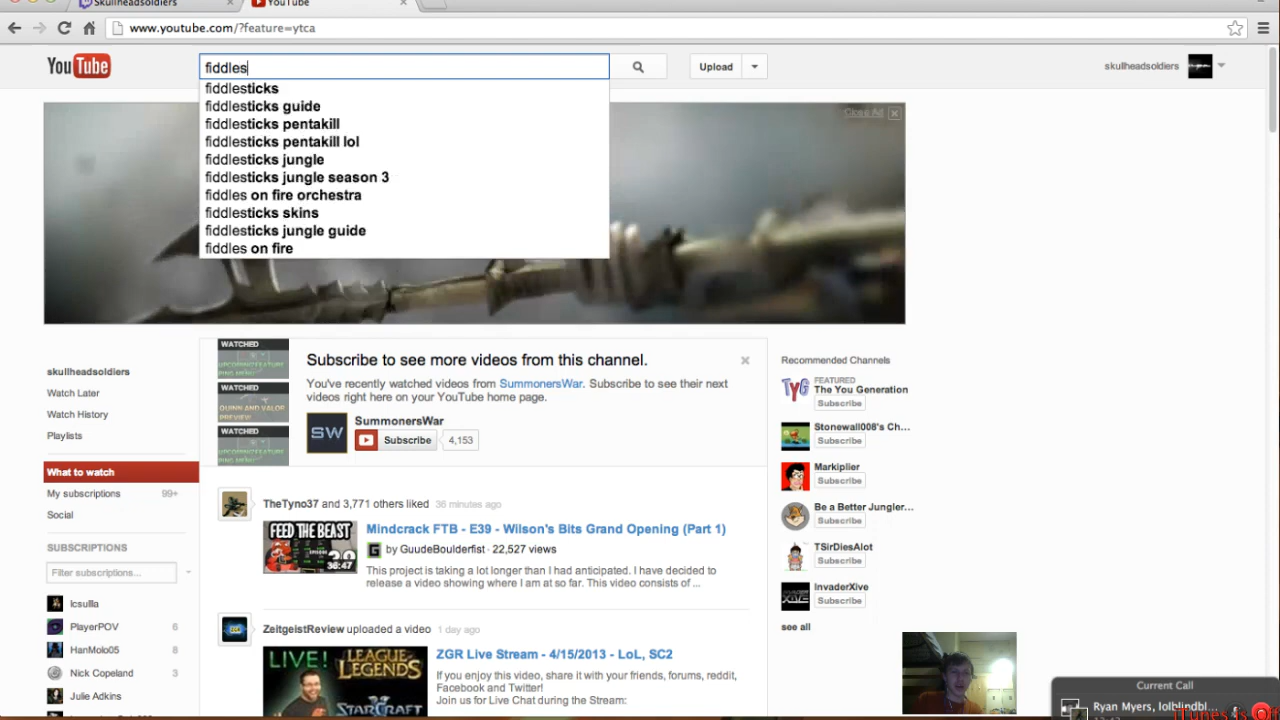 Skullheadsoldiers
YouTube
www.youtube.com/?feature=ytca
YouTube
fiddles
Upload
skullheadsoldiers
fiddlesticks
fiddlesticks guide
fiddlesticks pentakill
fiddlesticks pentakill lol
fiddlesticks jungle
fiddlesticks jungle season 3
fiddles on fire orchestra
fiddlesticks skins
fiddlesticks jungle guide
fiddles on fire
Close Ad
skullheadsoldiers
Watch Later
Watch History
Playlists
What to watch
My subscriptions 99+
Social
SUBSCRIPTIONS
Filter subscriptions...
lcsullla
PlayerPOV 6
HanMolo05 8
Nick Copeland 3
Julie Adkins
WATCHED
WATCHED
QUINN AND VALOR
PREVIEW
WATCHED
Subscribe to see more videos from this channel.
You've recently watched videos from SummonersWar. Subscribe to see their next
videos right here on your YouTube home page.
SW
SummonersWar
Subscribe 4,153
TheTyno37 and 3,771 others liked 36 minutes ago
FEED THE BEAST
39
36:47
Mindcrack FTB - E39 - Wilson's Bits Grand Opening (Part 1)
by GuudeBoulderfist · 22,527 views
This project is taking a lot longer than I had anticipated. I have decided to
release a video showing where I am at so far. This video consists of ...
ZeitgeistReview uploaded a video 1 day ago
LIVE!
LEAGUE of
LEGENDS
STARCRAFT
ZGR Live Stream - 4/15/2013 - LoL, SC2
If you enjoy this video, share it with your friends, forums, reddit,
Facebook and Twitter!
Join us for Live Chat during the Stream:
Recommended Channels
TYG
FEATURED
The You Generation
Subscribe
Stonewall008's Ch...
Subscribe
Markiplier
Subscribe
Be a Better Jungler...
Subscribe
TSirDiesAlot
Subscribe
InvaderXive
Subscribe
see all
Current Call
Ryan Myers, lolblindbl...